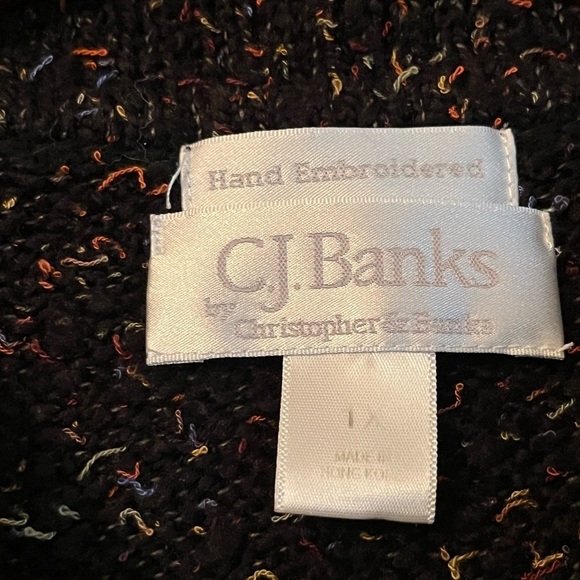 Hand Embroidered
C.J. Banks
by Christopher & Banks
1X
MADE IN
HONG KONG